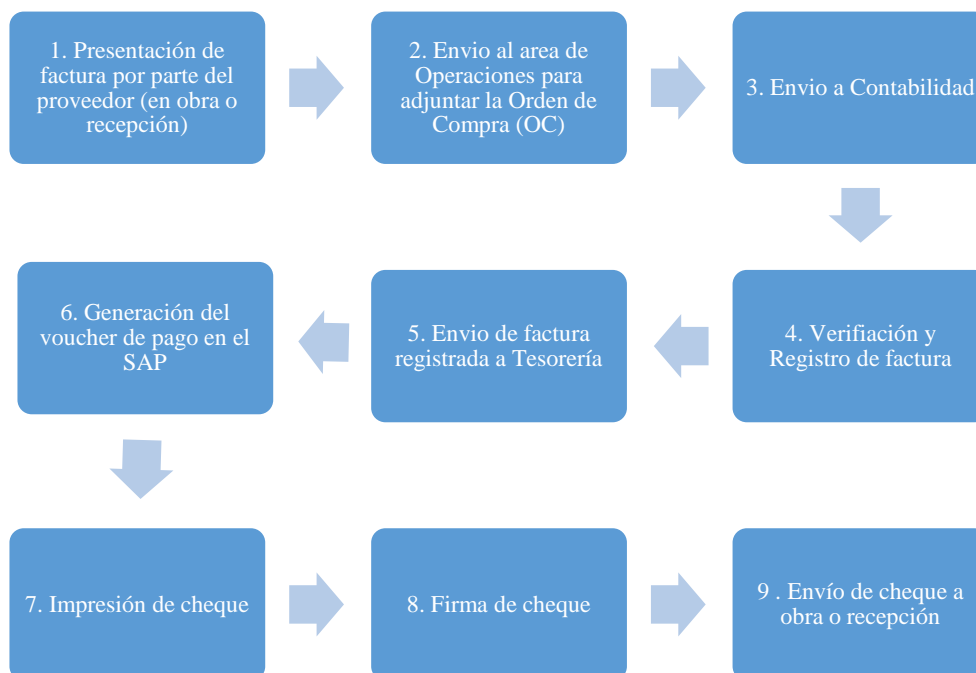 1. Presentación de
factura por parte del
proveedor (en obra o
recepción)
2. Envio al area de
Operaciones para
adjuntar la Orden de
Compra (OC)
3. Envio a Contabilidad
4. Verifiación y
Registro de factura
5. Envio de factura
registrada a Tesorería
6. Generación del
voucher de pago en el
SAP
7. Impresión de cheque
8. Firma de cheque
9 . Envío de cheque a
obra o recepción